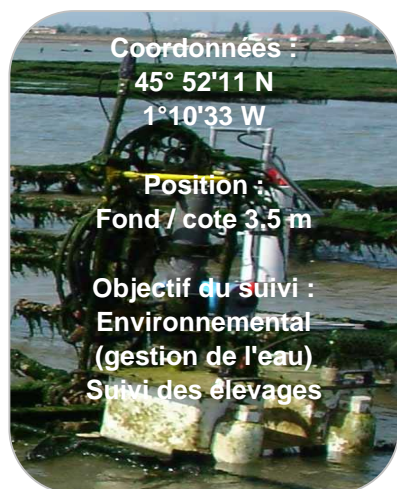 Coordonnées :
45° 52'11 N
1°10'33 W
Position :
Fond / cote 3.5 m
Objectif du suivi :
Environnemental
(gestion de l'eau)
Suivi des élevages